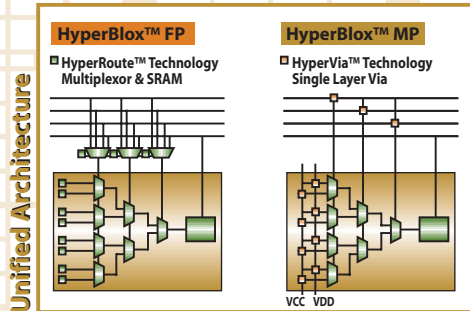 Unified Architecture
HyperBlox™ FP
HyperRoute™ Technology
Multiplexor & SRAM
HyperBlox™ MP
HyperVia™ Technology
Single Layer Via
VCC VDD